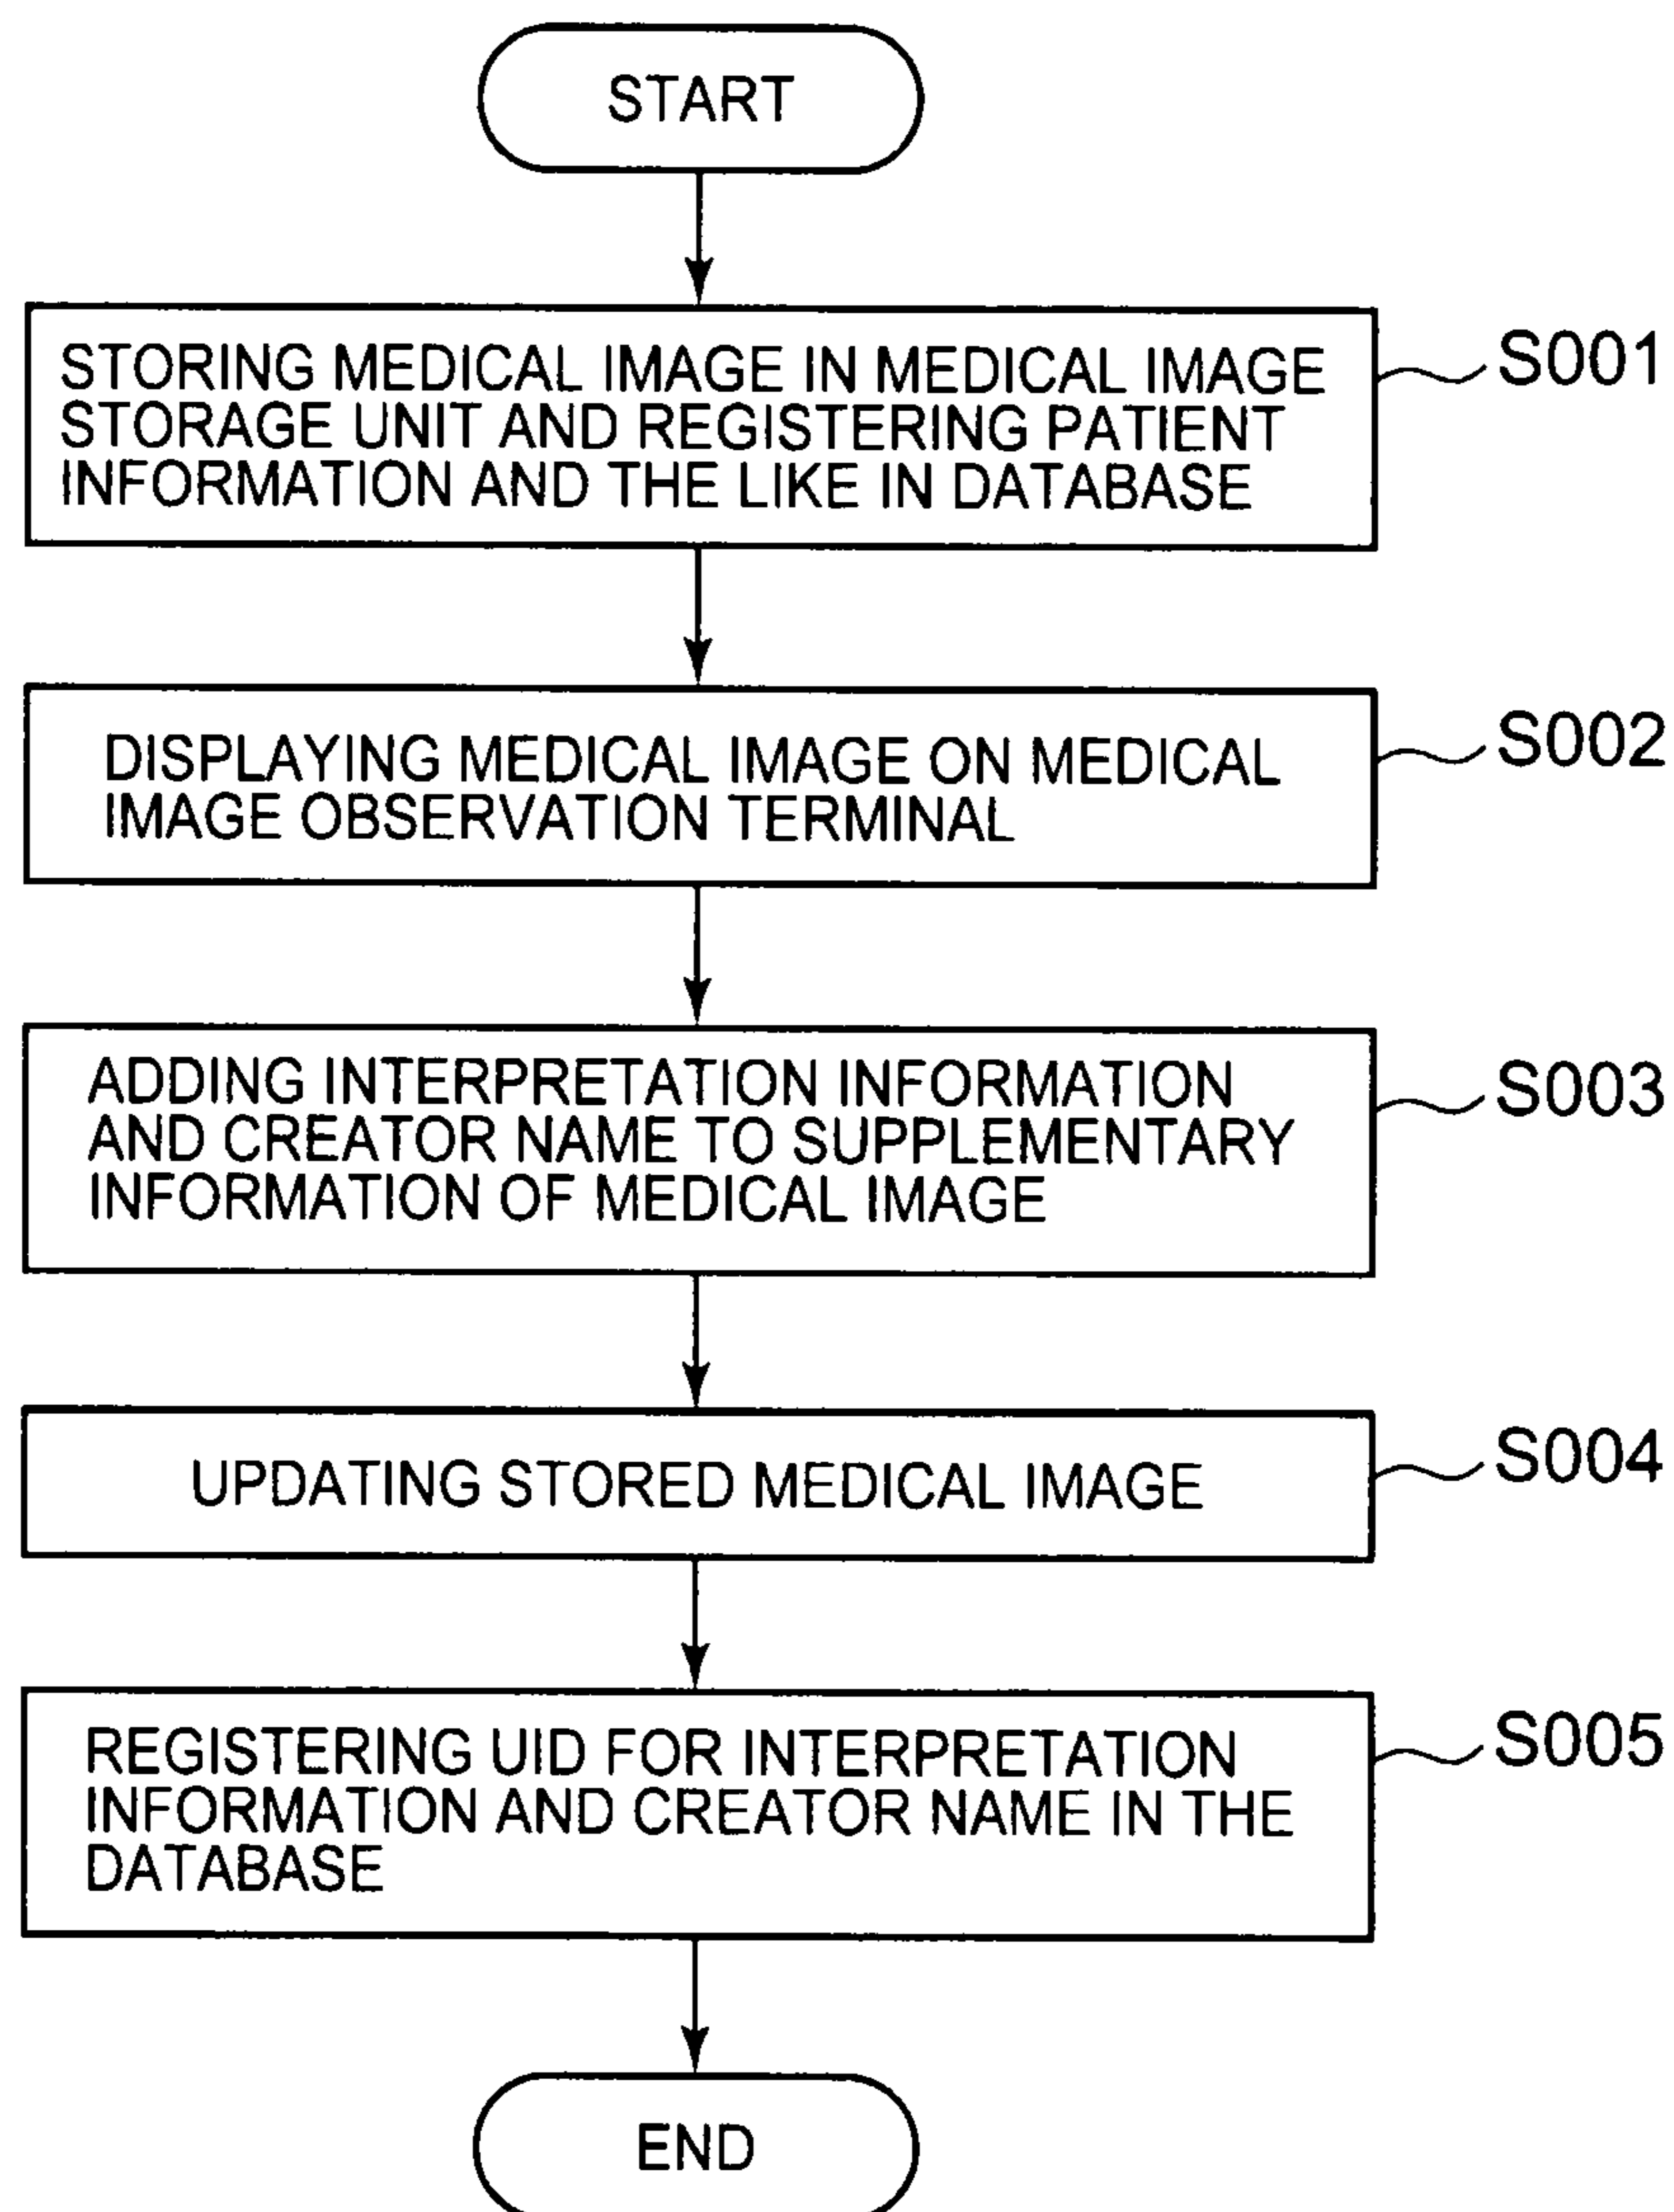 START
STORING MEDICAL IMAGE IN MEDICAL IMAGE
STORAGE UNIT AND REGISTERING PATIENT
INFORMATION AND THE LIKE IN DATABASE
S001
DISPLAYING MEDICAL IMAGE ON MEDICAL
IMAGE OBSERVATION TERMINAL
S002
ADDING INTERPRETATION INFORMATION
AND CREATOR NAME TO SUPPLEMENTARY
INFORMATION OF MEDICAL IMAGE
S003
UPDATING STORED MEDICAL IMAGE
S004
REGISTERING UID FOR INTERPRETATION
INFORMATION AND CREATOR NAME IN THE
DATABASE
S005
END